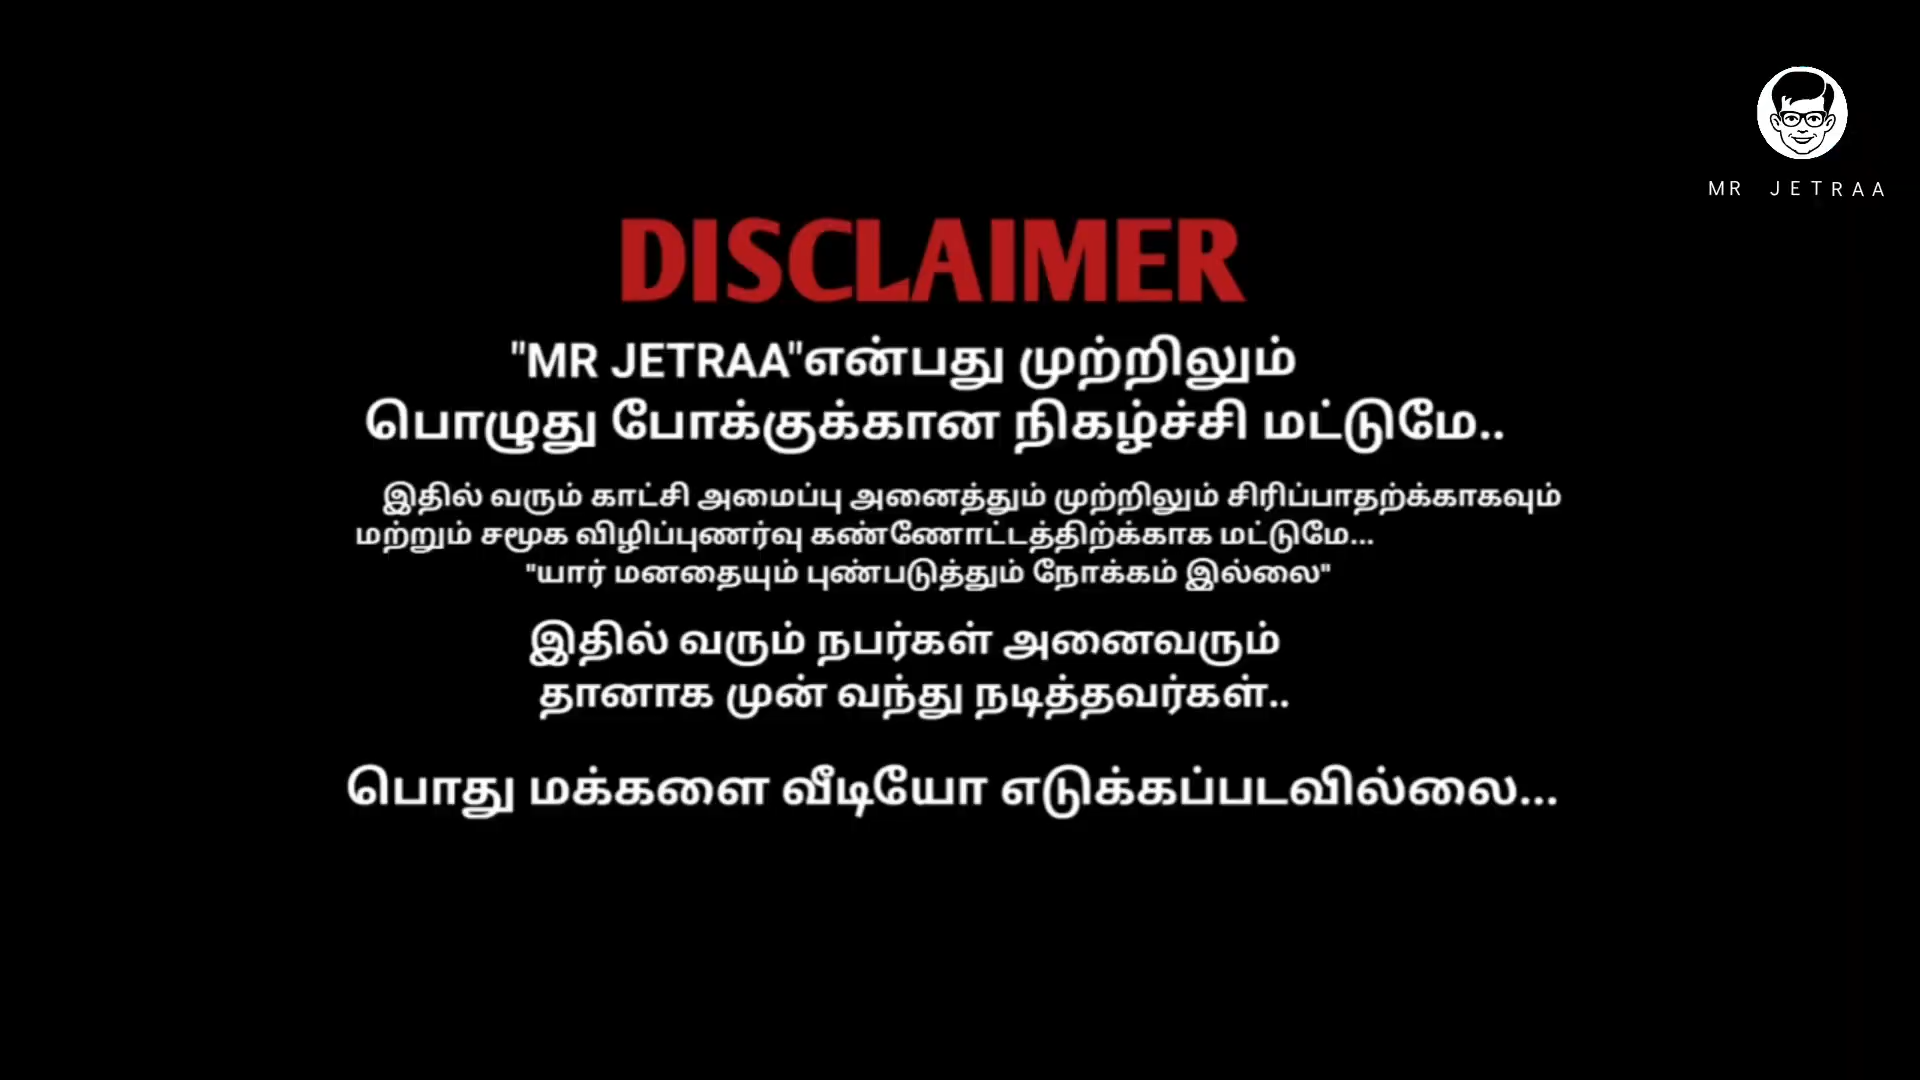 MR JETRAA
DISCLAIMER
"MR JETRAA"என்பது முற்றிலும்
பொழுது போக்குக்கான நிகழ்ச்சி மட்டுமே..
இதில் வரும் காட்சி அமைப்பு அனைத்தும் முற்றிலும் சிரிப்பாதற்க்காகவும்
மற்றும் சமூக விழிப்புணர்வு கண்ணோட்டத்திற்க்காக மட்டுமே...
"யார் மனதையும் புண்படுத்தும் நோக்கம் இல்லை"
இதில் வரும் நபர்கள் அனைவரும்
தானாக முன் வந்து நடித்தவர்கள்..
பொது மக்களை வீடியோ எடுக்கப்படவில்லை...